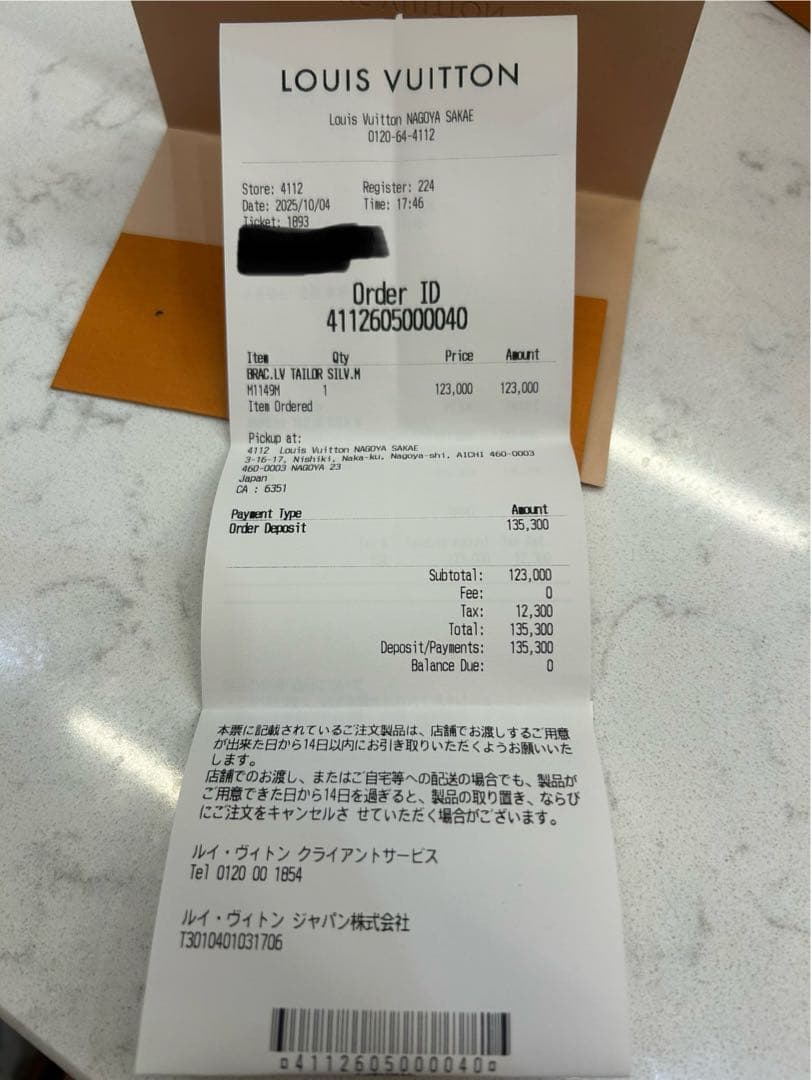 LOUIS VUITTON
Louis Vuitton NAGOYA SAKAE
0120-64-4112
Store: 4112 Register: 224
Date: 2025/10/04 Time: 17:46
Ticket: 1893
Order ID
4112605000040
Item Qty Price Amount
BRAC.LV TAILOR SILV.M
M1149M 1 123,000 123,000
Item Ordered
Pickup at:
4112 Louis Vuitton NAGOYA SAKAE
3-16-17, Nishiki, Naka-ku, Nagoya-shi, AICHI 460-0003
460-0003 NAGOYA 23
Japan
CA : 6351
Payment Type Amount
Order Deposit 135,300
Subtotal: 123,000
Fee: 0
Tax: 12,300
Total: 135,300
Deposit/Payments: 135,300
Balance Due: 0
本票に記載されているご注文製品は、店舗でお渡しするご用意
が出来た日から14日以内にお引き取りいただくようお願いいた
します。
店舗でのお渡し、またはご自宅等への配送の場合でも、製品が
ご用意できた日から14日を過ぎると、製品の取り置き、ならび
にご注文をキャンセルさ せていただく場合がございます。
ルイ・ヴィトン クライアントサービス
Tel 0120 00 1854
ルイ・ヴィトン ジャパン株式会社
T3010401031706
4112605000040